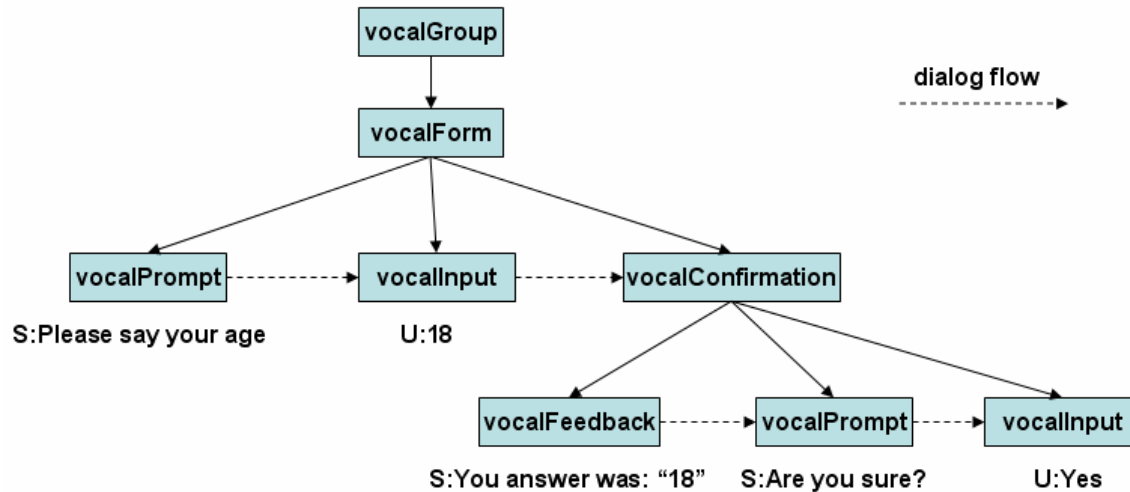 vocalGroup
dialog flow
vocalForm
vocalPrompt
vocalInput
vocalConfirmation
S:Please say your age
U:18
vocalFeedback
vocalPrompt
vocalInput
S:You answer was: “18”
S:Are you sure?
U:Yes